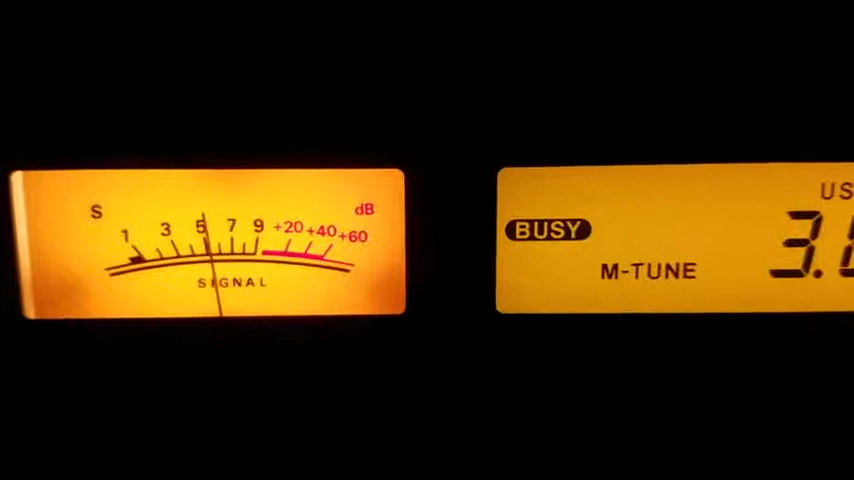 S dB
1 3 5 7 9 +20 +40 +60
SIGNAL
US
BUSY
M-TUNE
3.